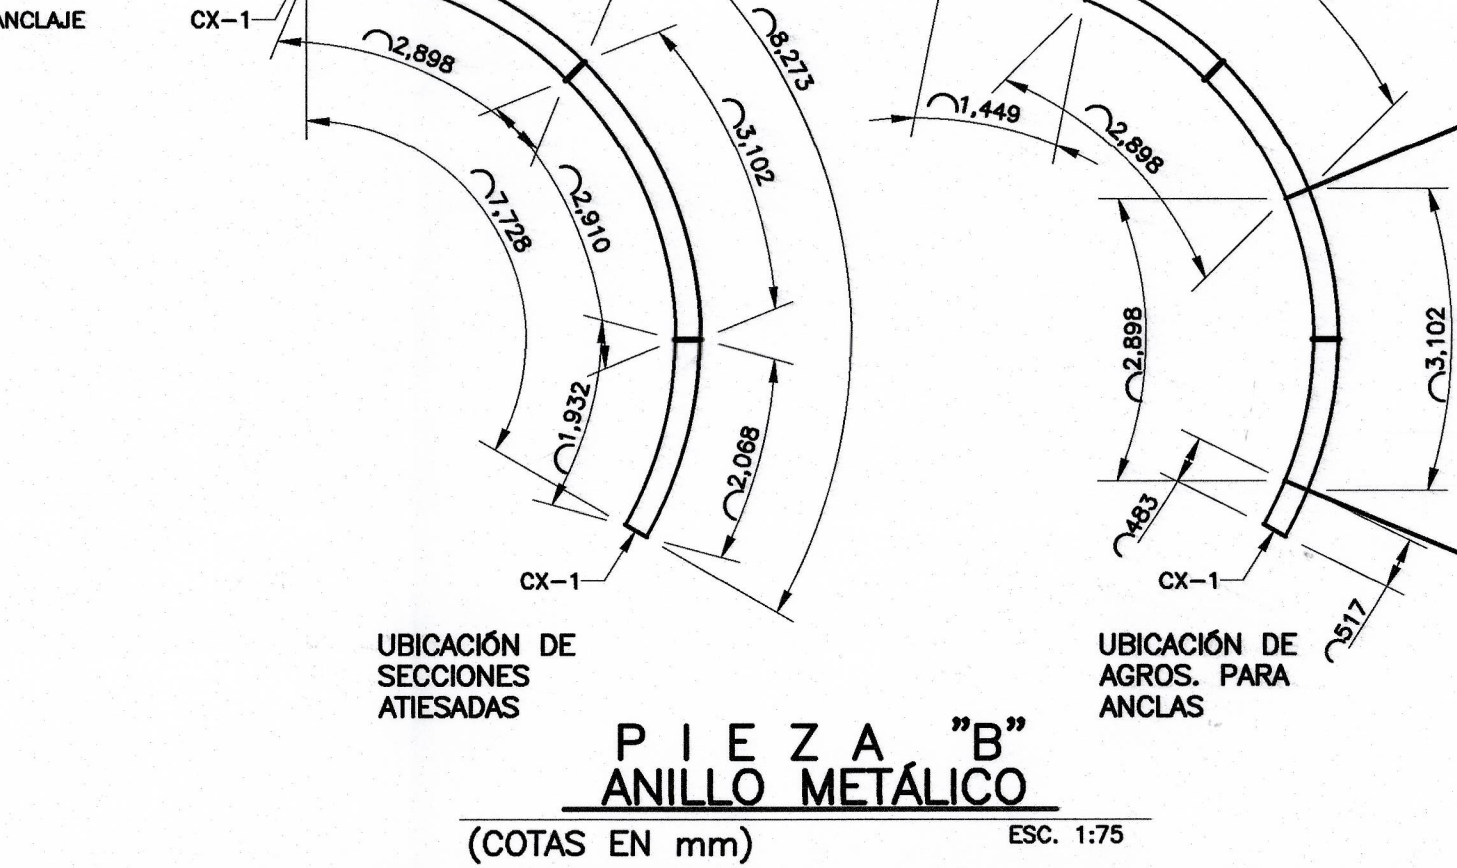 ANCLAJE
CX-1
2,898
8,273
3,102
7,728
2,910
1,932
2,068
CX-1
UBICACIÓN DE
SECCIONES
ATIESADAS
1,449
2,898
2,898
3,102
483
CX-1
517
UBICACIÓN DE
AGROS. PARA
ANCLAS
PIEZA "B"
ANILLO METÁLICO
(COTAS EN mm)
ESC. 1:75